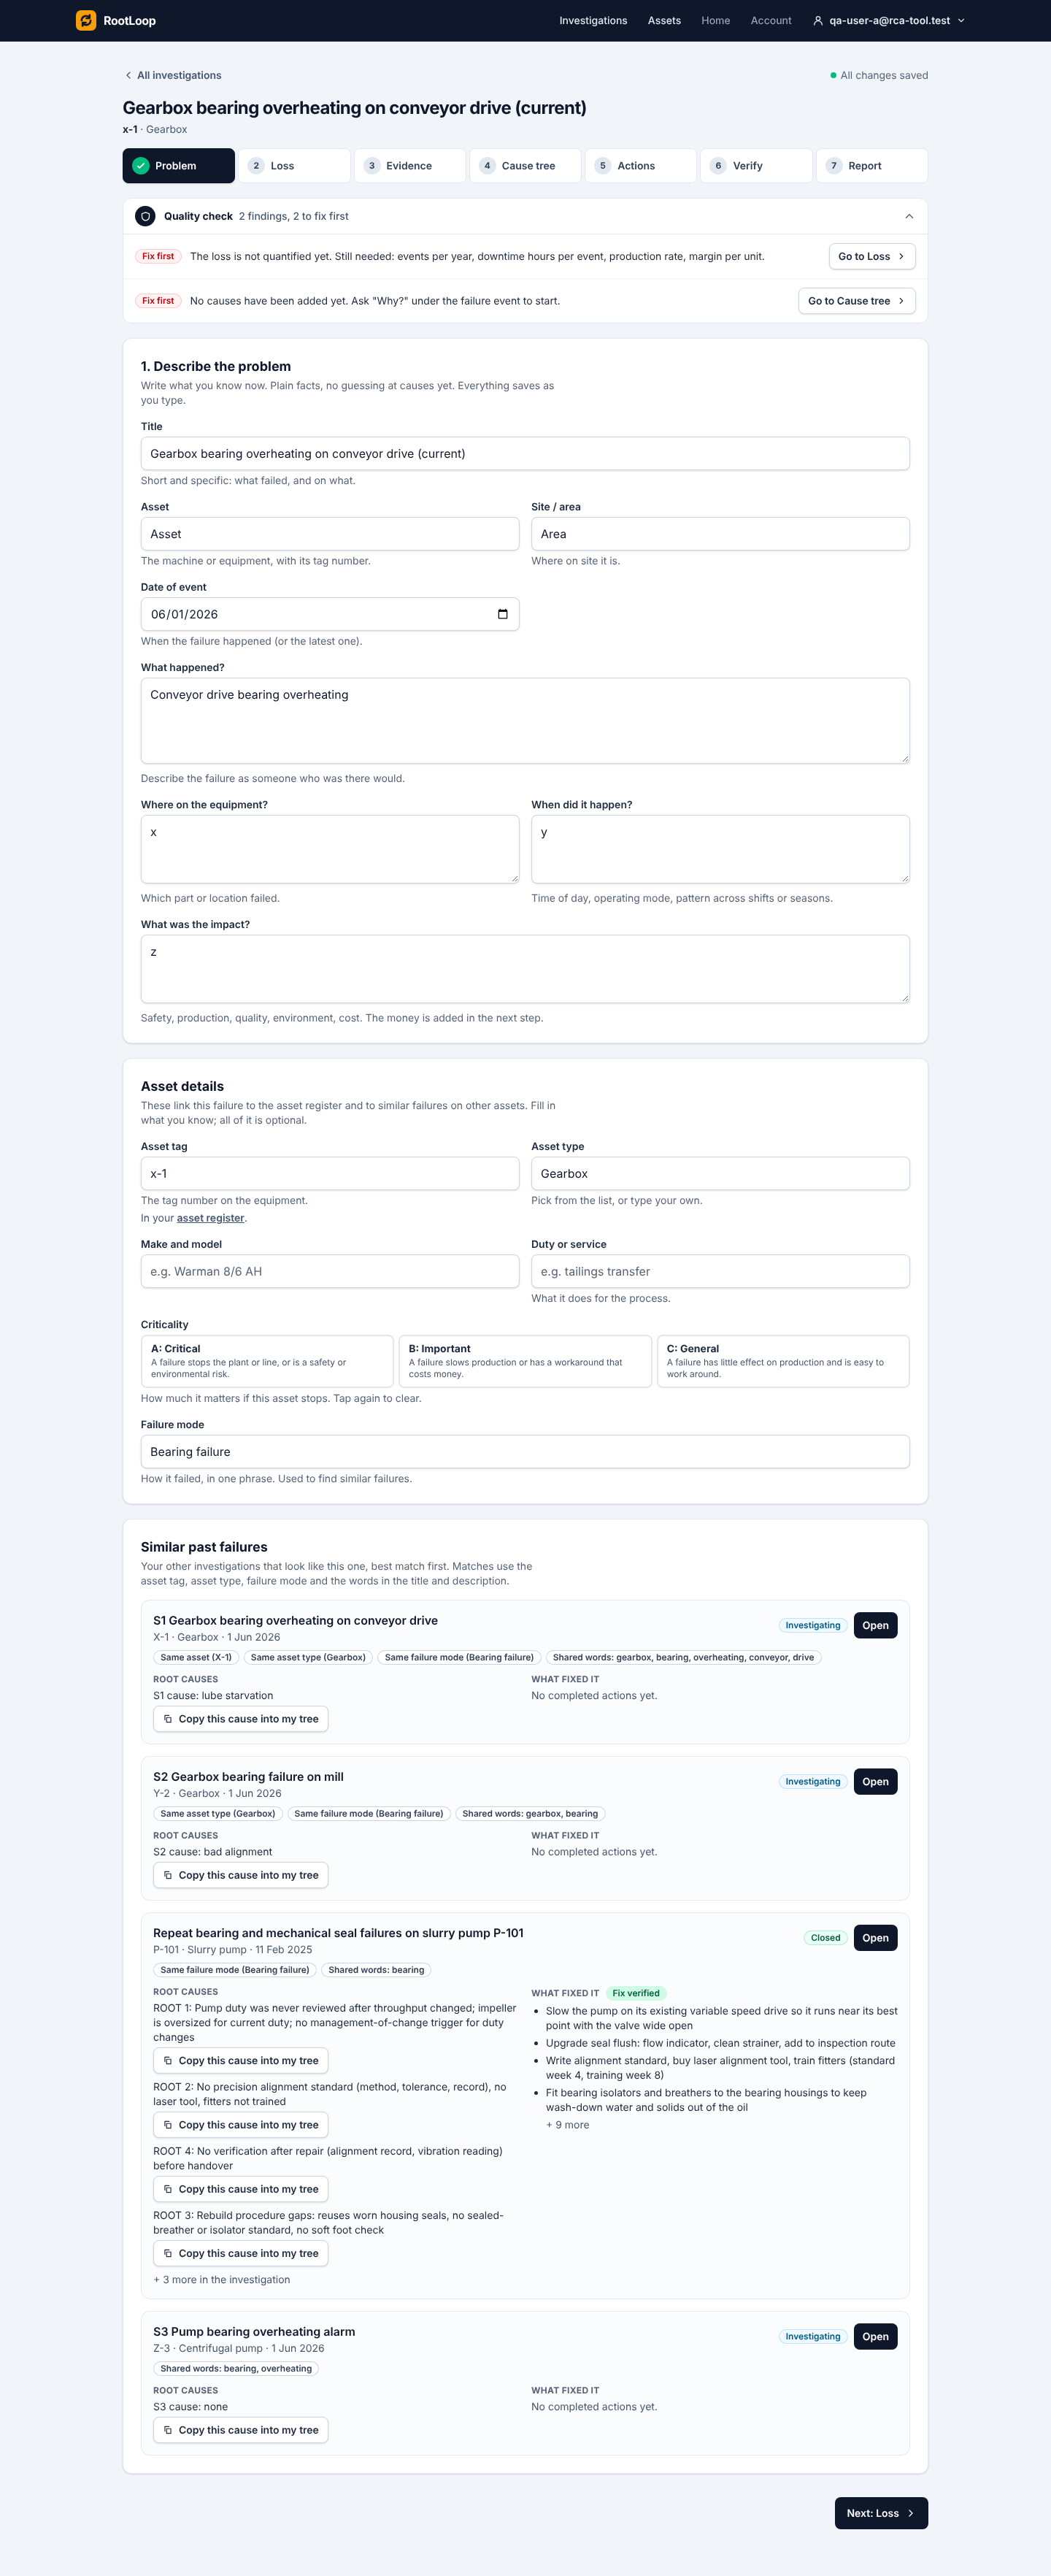 RootLoop
Investigations
Assets
Home
Account
qa-user-a@rca-tool.test
All investigations
All changes saved
Gearbox bearing overheating on conveyor drive (current)
x-1 · Gearbox
Problem
2 Loss
3 Evidence
4 Cause tree
5 Actions
6 Verify
7 Report
Quality check 2 findings, 2 to fix first
Fix first The loss is not quantified yet. Still needed: events per year, downtime hours per event, production rate, margin per unit. Go to Loss
Fix first No causes have been added yet. Ask "Why?" under the failure event to start. Go to Cause tree
1. Describe the problem
Write what you know now. Plain facts, no guessing at causes yet. Everything saves as
you type.
Title
Gearbox bearing overheating on conveyor drive (current)
Short and specific: what failed, and on what.
Asset
Asset
The machine or equipment, with its tag number.
Site / area
Area
Where on site it is.
Date of event
06/01/2026
When the failure happened (or the latest one).
What happened?
Conveyor drive bearing overheating
Describe the failure as someone who was there would.
Where on the equipment?
x
Which part or location failed.
When did it happen?
y
Time of day, operating mode, pattern across shifts or seasons.
What was the impact?
z
Safety, production, quality, environment, cost. The money is added in the next step.
Asset details
These link this failure to the asset register and to similar failures on other assets. Fill in
what you know; all of it is optional.
Asset tag
x-1
The tag number on the equipment.
In your asset register.
Asset type
Gearbox
Pick from the list, or type your own.
Make and model
e.g. Warman 8/6 AH
Duty or service
e.g. tailings transfer
What it does for the process.
Criticality
A: Critical
A failure stops the plant or line, or is a safety or
environmental risk.
B: Important
A failure slows production or has a workaround that
costs money.
C: General
A failure has little effect on production and is easy to
work around.
How much it matters if this asset stops. Tap again to clear.
Failure mode
Bearing failure
How it failed, in one phrase. Used to find similar failures.
Similar past failures
Your other investigations that look like this one, best match first. Matches use the
asset tag, asset type, failure mode and the words in the title and description.
S1 Gearbox bearing overheating on conveyor drive
Investigating
Open
X-1 · Gearbox · 1 Jun 2026
Same asset (X-1)
Same asset type (Gearbox)
Same failure mode (Bearing failure)
Shared words: gearbox, bearing, overheating, conveyor, drive
ROOT CAUSES
S1 cause: lube starvation
Copy this cause into my tree
WHAT FIXED IT
No completed actions yet.
S2 Gearbox bearing failure on mill
Investigating
Open
Y-2 · Gearbox · 1 Jun 2026
Same asset type (Gearbox)
Same failure mode (Bearing failure)
Shared words: gearbox, bearing
ROOT CAUSES
S2 cause: bad alignment
Copy this cause into my tree
WHAT FIXED IT
No completed actions yet.
Repeat bearing and mechanical seal failures on slurry pump P-101
Closed
Open
P-101 · Slurry pump · 11 Feb 2025
Same failure mode (Bearing failure)
Shared words: bearing
ROOT CAUSES
ROOT 1: Pump duty was never reviewed after throughput changed; impeller
is oversized for current duty; no management-of-change trigger for duty
changes
Copy this cause into my tree
ROOT 2: No precision alignment standard (method, tolerance, record), no
laser tool, fitters not trained
Copy this cause into my tree
ROOT 4: No verification after repair (alignment record, vibration reading)
before handover
Copy this cause into my tree
ROOT 3: Rebuild procedure gaps: reuses worn housing seals, no sealed-
breather or isolator standard, no soft foot check
Copy this cause into my tree
+ 3 more in the investigation
WHAT FIXED IT Fix verified
• Slow the pump on its existing variable speed drive so it runs near its best
point with the valve wide open
• Upgrade seal flush: flow indicator, clean strainer, add to inspection route
• Write alignment standard, buy laser alignment tool, train fitters (standard
week 4, training week 8)
• Fit bearing isolators and breathers to the bearing housings to keep
wash-down water and solids out of the oil
+ 9 more
S3 Pump bearing overheating alarm
Investigating
Open
Z-3 · Centrifugal pump · 1 Jun 2026
Shared words: bearing, overheating
ROOT CAUSES
S3 cause: none
Copy this cause into my tree
WHAT FIXED IT
No completed actions yet.
Next: Loss